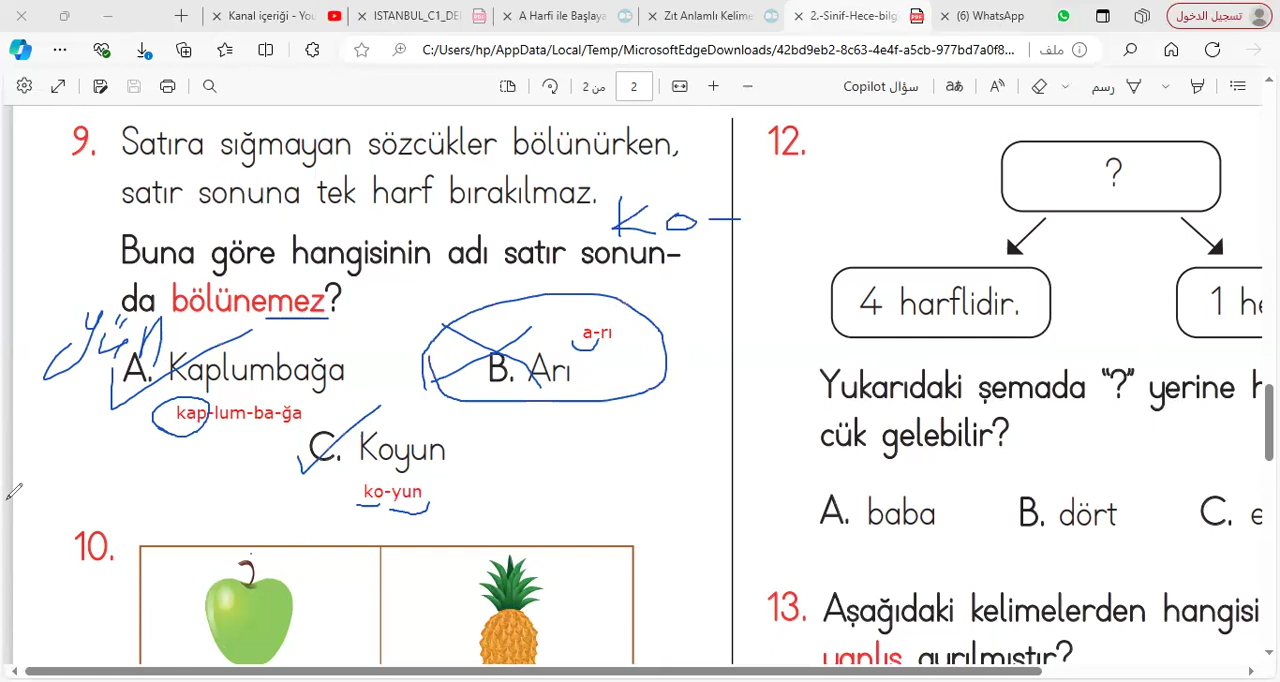 Kanal içeriği - You
ISTANBUL_C1_DE
A Harfi ile Başlaya
Zıt Anlamlı Kelime
2.-Sinif-Hece-bilg
(6) WhatsApp
تسجيل الدخول
C:/Users/hp/AppData/Local/Temp/MicrosoftEdgeDownloads/42bd9eb2-8c63-4e4f-a5cb-977bd7a0f8...
ملف
2 من 2
سؤال Copilot
رسم
9. Satıra sığmayan sözcükler bölünürken,
satır sonuna tek harf bırakılmaz.
Ko-
Buna göre hangisinin adı satır sonun-
da bölünemez?
yün
A. Kaplumbağa
kap-lum-ba-ğa
B. Arı
a-rı
C. Koyun
ko-yun
10.
12.
?
4 harflidir.
1 he
Yukarıdaki şemada "?" yerine h
cük gelebilir?
A. baba B. dört C. e
13. Aşağıdaki kelimelerden hangisi
yanlış ayrılmıştır?